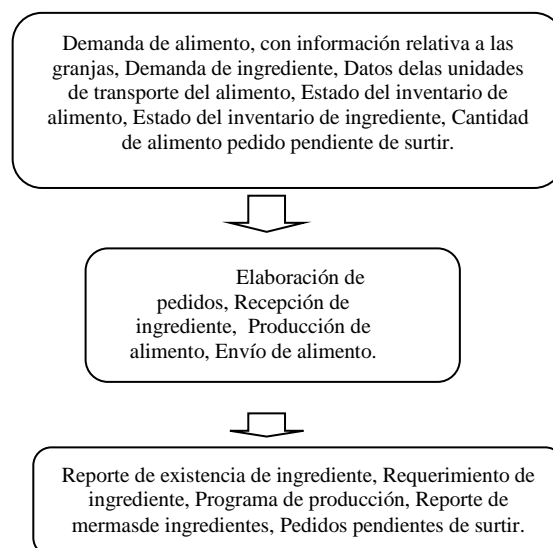 Demanda de alimento, con información relativa a las
granjas, Demanda de ingrediente, Datos delas unidades
de transporte del alimento, Estado del inventario de
alimento, Estado del inventario de ingrediente, Cantidad
de alimento pedido pendiente de surtir.
Elaboración de
pedidos, Recepción de
ingrediente, Producción de
alimento, Envío de alimento.
Reporte de existencia de ingrediente, Requerimiento de
ingrediente, Programa de producción, Reporte de
mermasde ingredientes, Pedidos pendientes de surtir.